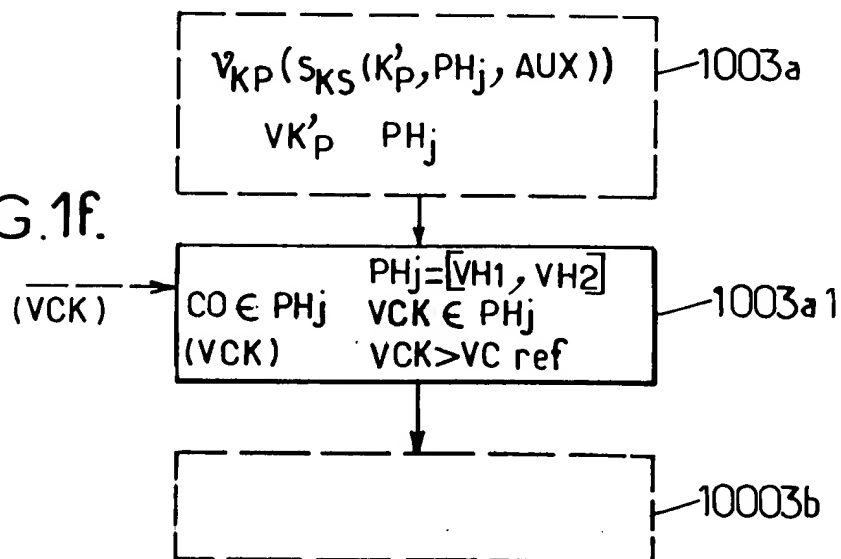 𝒱KP(SKS(K'P,PHj, AUX))
1003a
VK'P PHj
G.1f.
PHj=[VH1, VH2]
(VCK)
CO ∈ PHj VCK ∈ PHj
1003a1
(VCK) VCK>VC ref
10003b